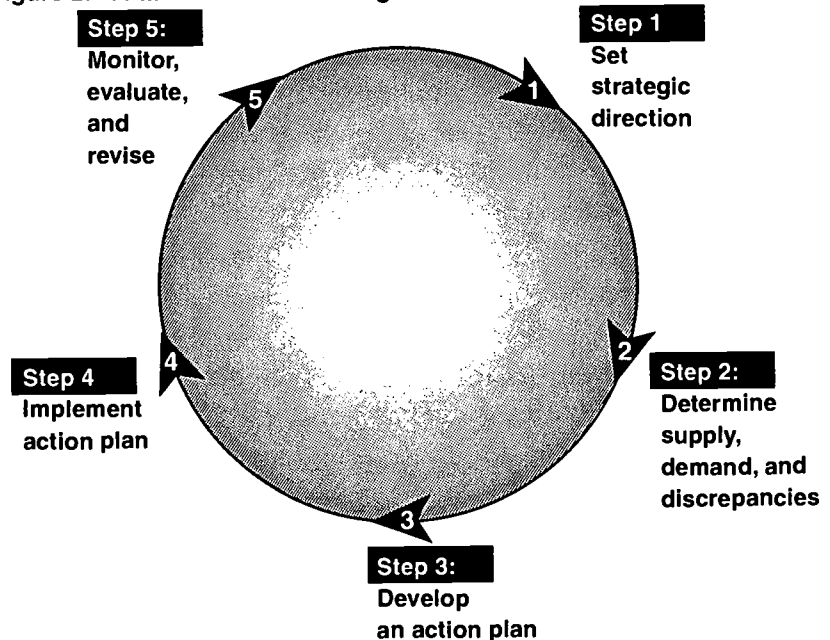 Step 1
Set
strategic
direction
1
Step 2:
Determine
supply,
demand, and
discrepancies
2
Step 3:
Develop
an action plan
3
Step 4
Implement
action plan
4
Step 5:
Monitor,
evaluate,
and
revise
5